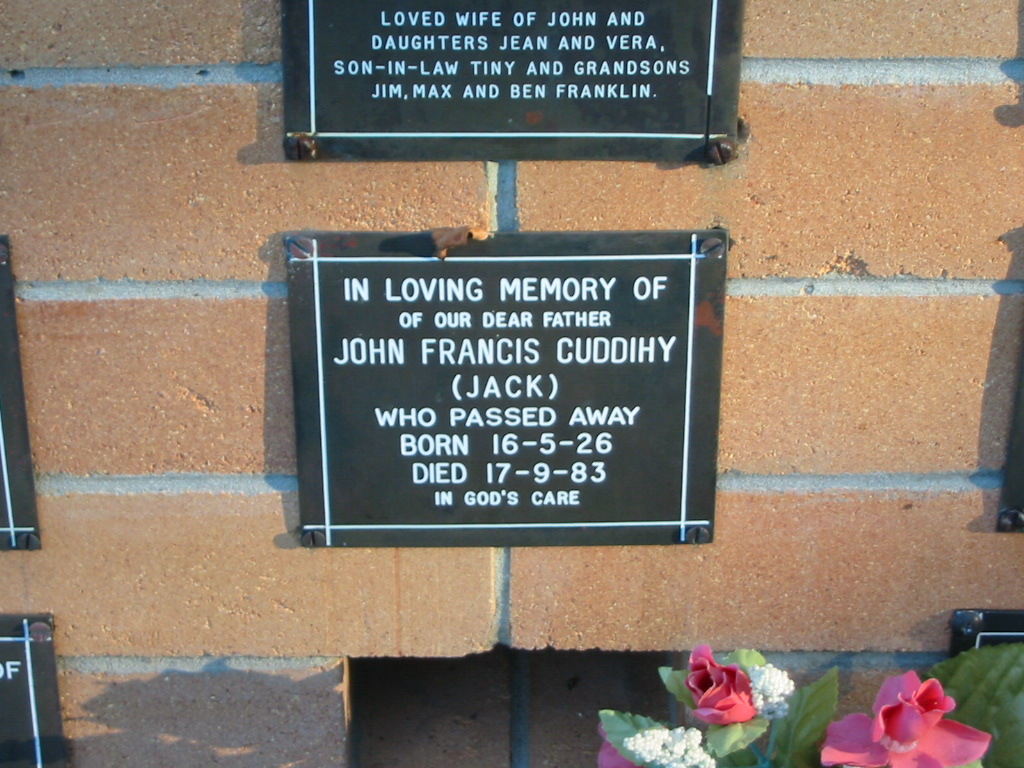 LOVED WIFE OF JOHN AND
DAUGHTERS JEAN AND VERA,
SON-IN-LAW TINY AND GRANDSONS
JIM, MAX AND BEN FRANKLIN.
IN LOVING MEMORY OF
OF OUR DEAR FATHER
JOHN FRANCIS CUDDIHY
(JACK)
WHO PASSED AWAY
BORN 16-5-26
DIED 17-9-83
IN GOD'S CARE
OF